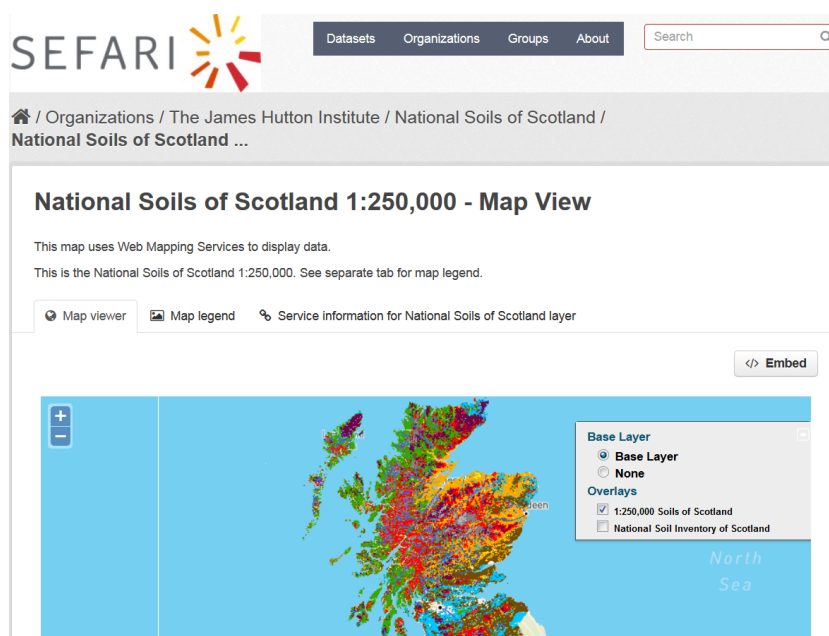 SEFARI
Datasets Organizations Groups About
Search
/ Organizations / The James Hutton Institute / National Soils of Scotland /
National Soils of Scotland ...
National Soils of Scotland 1:250,000 - Map View
This map uses Web Mapping Services to display data.
This is the National Soils of Scotland 1:250,000. See separate tab for map legend.
Map viewer Map legend Service information for National Soils of Scotland layer
</> Embed
+
−
Base Layer
Base Layer
None
Overlays
1:250,000 Soils of Scotland
National Soil Inventory of Scotland
deen
North
Sea